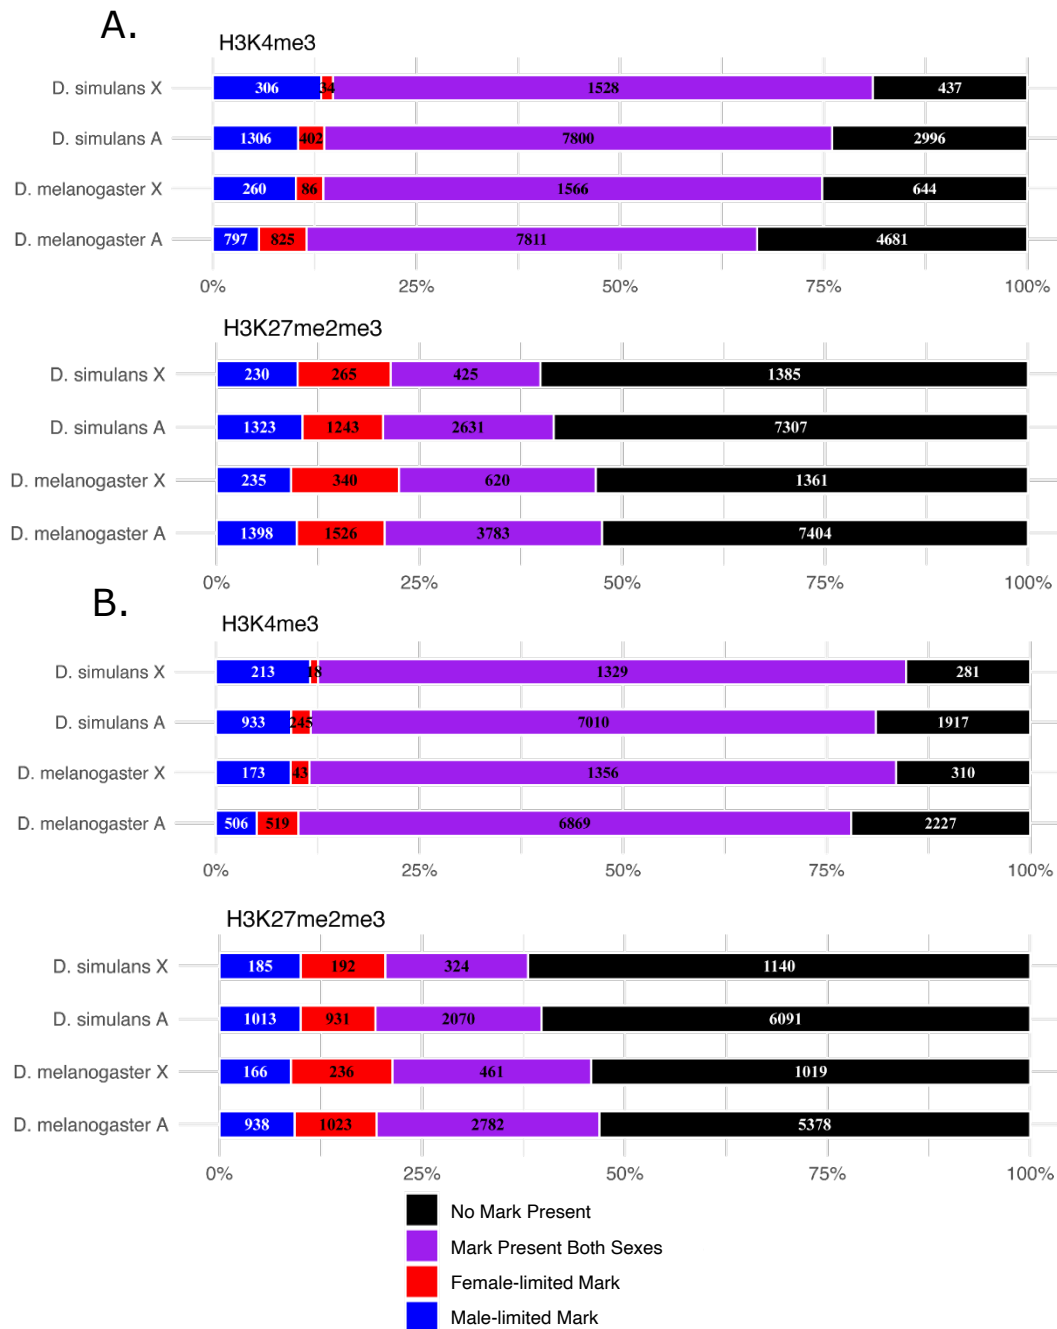 A.
H3K4me3
D. simulans X 306 34 1528 437
D. simulans A 1306 402 7800 2996
D. melanogaster X 260 86 1566 644
D. melanogaster A 797 825 7811 4681
0% 25% 50% 75% 100%
H3K27me2me3
D. simulans X 230 265 425 1385
D. simulans A 1323 1243 2631 7307
D. melanogaster X 235 340 620 1361
D. melanogaster A 1398 1526 3783 7404
0% 25% 50% 75% 100%
B.
H3K4me3
D. simulans X 213 18 1329 281
D. simulans A 933 245 7010 1917
D. melanogaster X 173 43 1356 310
D. melanogaster A 506 519 6869 2227
0% 25% 50% 75% 100%
H3K27me2me3
D. simulans X 185 192 324 1140
D. simulans A 1013 931 2070 6091
D. melanogaster X 166 236 461 1019
D. melanogaster A 938 1023 2782 5378
0% 25% 50% 75% 100%
No Mark Present
Mark Present Both Sexes
Female-limited Mark
Male-limited Mark